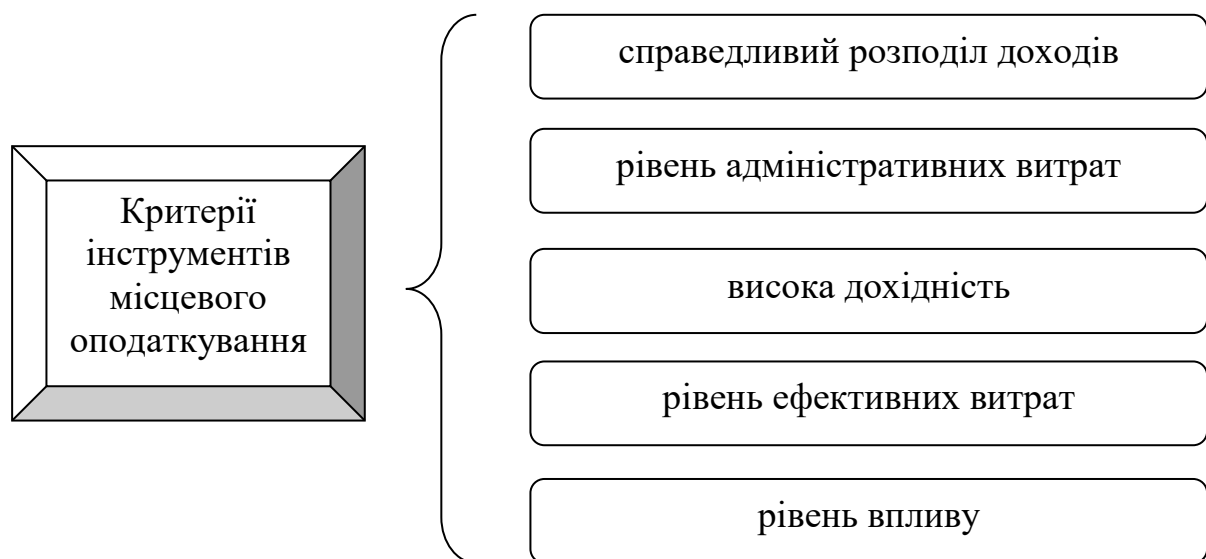 Критерії
інструментів
місцевого
оподаткування
справедливий розподіл доходів
рівень адміністративних витрат
висока дохідність
рівень ефективних витрат
рівень впливу